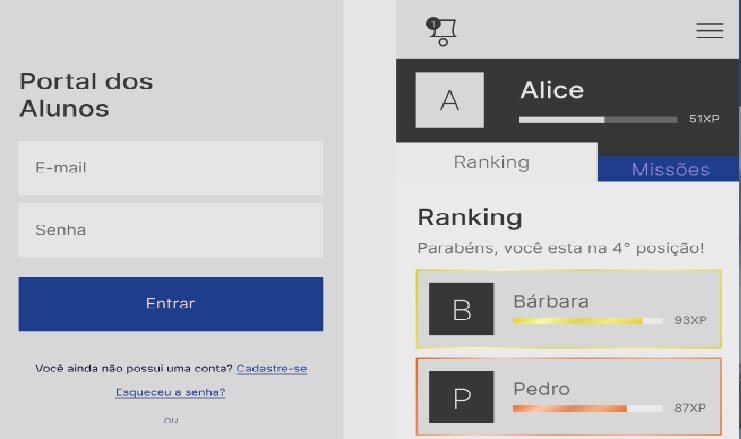 Portal dos
Alunos
E-mail
Senha
Entrar
Você ainda não possui uma conta? Cadastre-se
Esqueceu a senha?
ou
1
A
Alice
51XP
Ranking
Missões
Ranking
Parabéns, você esta na 4° posição!
B
Bárbara
93XP
P
Pedro
87XP